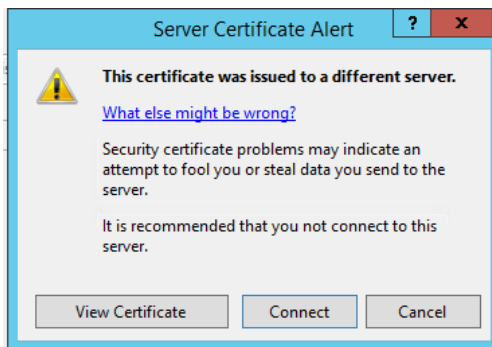 Server Certificate Alert
?
x
This certificate was issued to a different server.
What else might be wrong?
Security certificate problems may indicate an
attempt to fool you or steal data you send to the
server.
It is recommended that you not connect to this
server.
View Certificate
Connect
Cancel